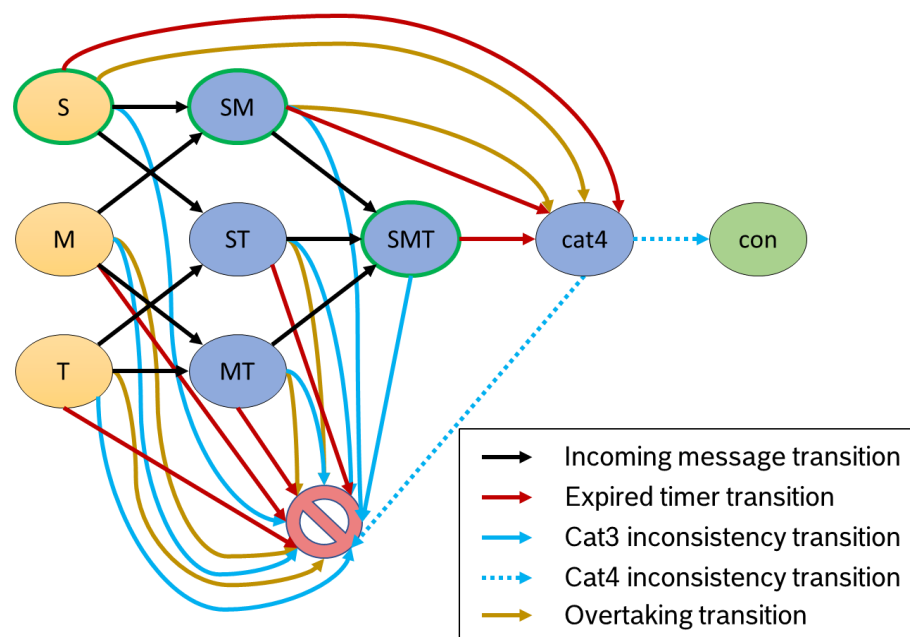 S
SM
M
ST
SMT
cat4
con
T
MT
Incoming message transition
Expired timer transition
Cat3 inconsistency transition
Cat4 inconsistency transition
Overtaking transition